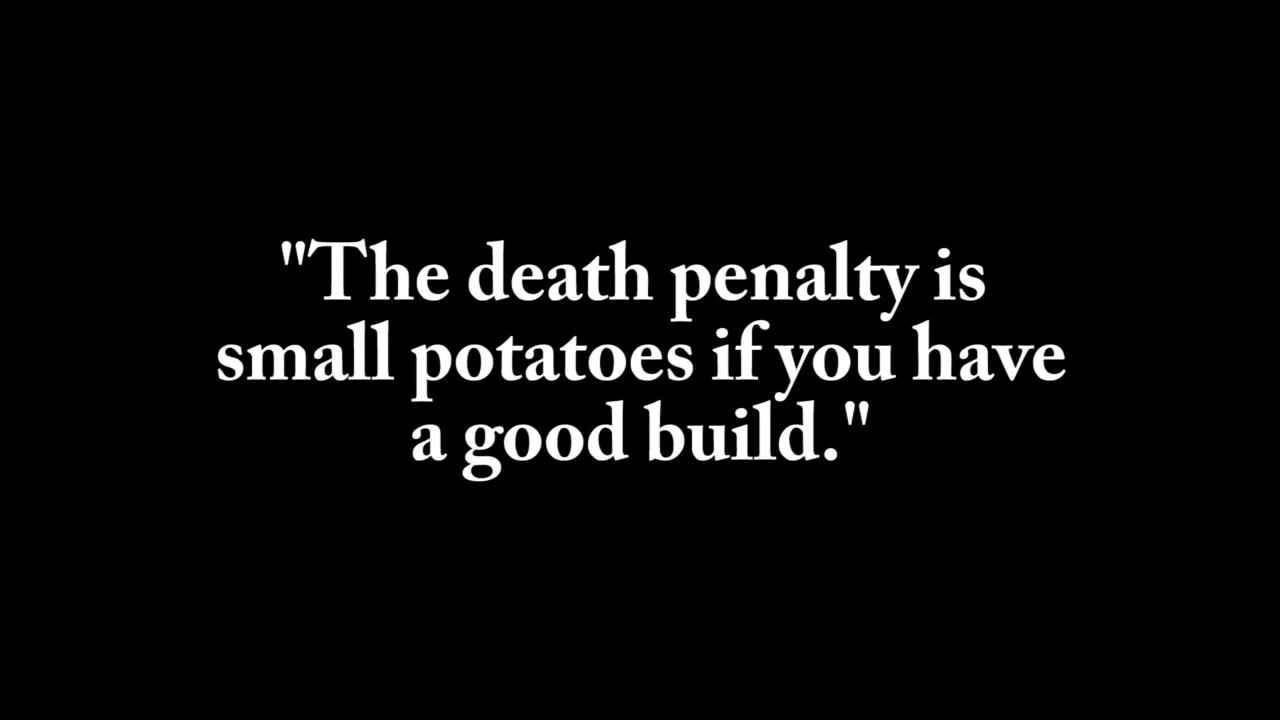 "The death penalty is
small potatoes if you have
a good build."